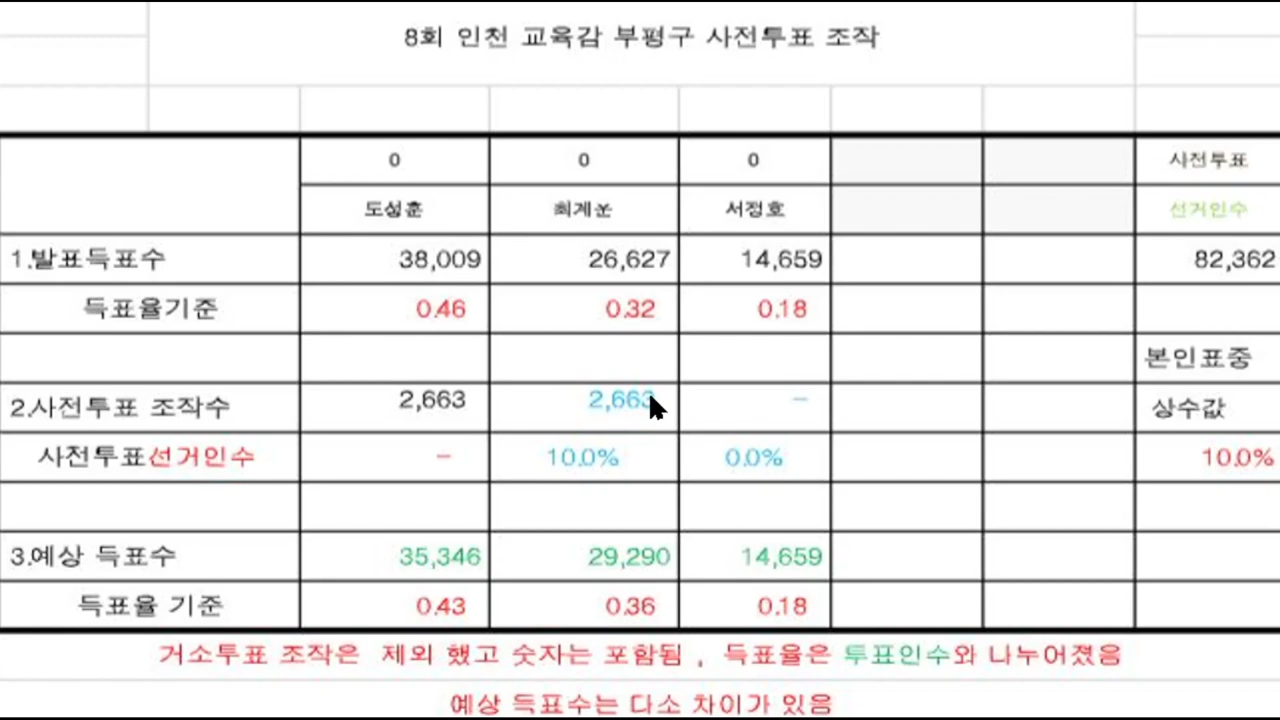 8회 인천 교육감 부평구 사전투표 조작
0 0 0 사전투표
도성훈 최계운 서정호 선거인수
1.발표득표수 38,009 26,627 14,659 82,362
득표율기준 0.46 0.32 0.18
본인표중
2.사전투표 조작수 2,663 2,663 – 상수값
사전투표선거인수 – 10.0% 0.0% 10.0%
3.예상 득표수 35,346 29,290 14,659
득표율 기준 0.43 0.36 0.18
거소투표 조작은 제외 했고 숫자는 포함됨 , 득표율은 투표인수와 나누어졌음
예상 득표수는 다소 차이가 있음